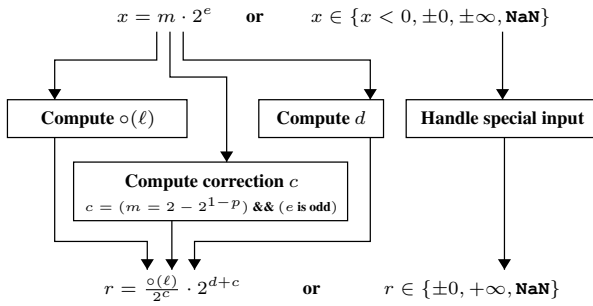 x = m · 2^e or x ∈ {x < 0, ±0, ±∞, NaN}
Compute ∘(ℓ) Compute d Handle special input
Compute correction c
c = (m = 2 − 2^{1−p}) && (e is odd)
r = ∘(ℓ)/2^c · 2^{d+c} or r ∈ {±0, +∞, NaN}